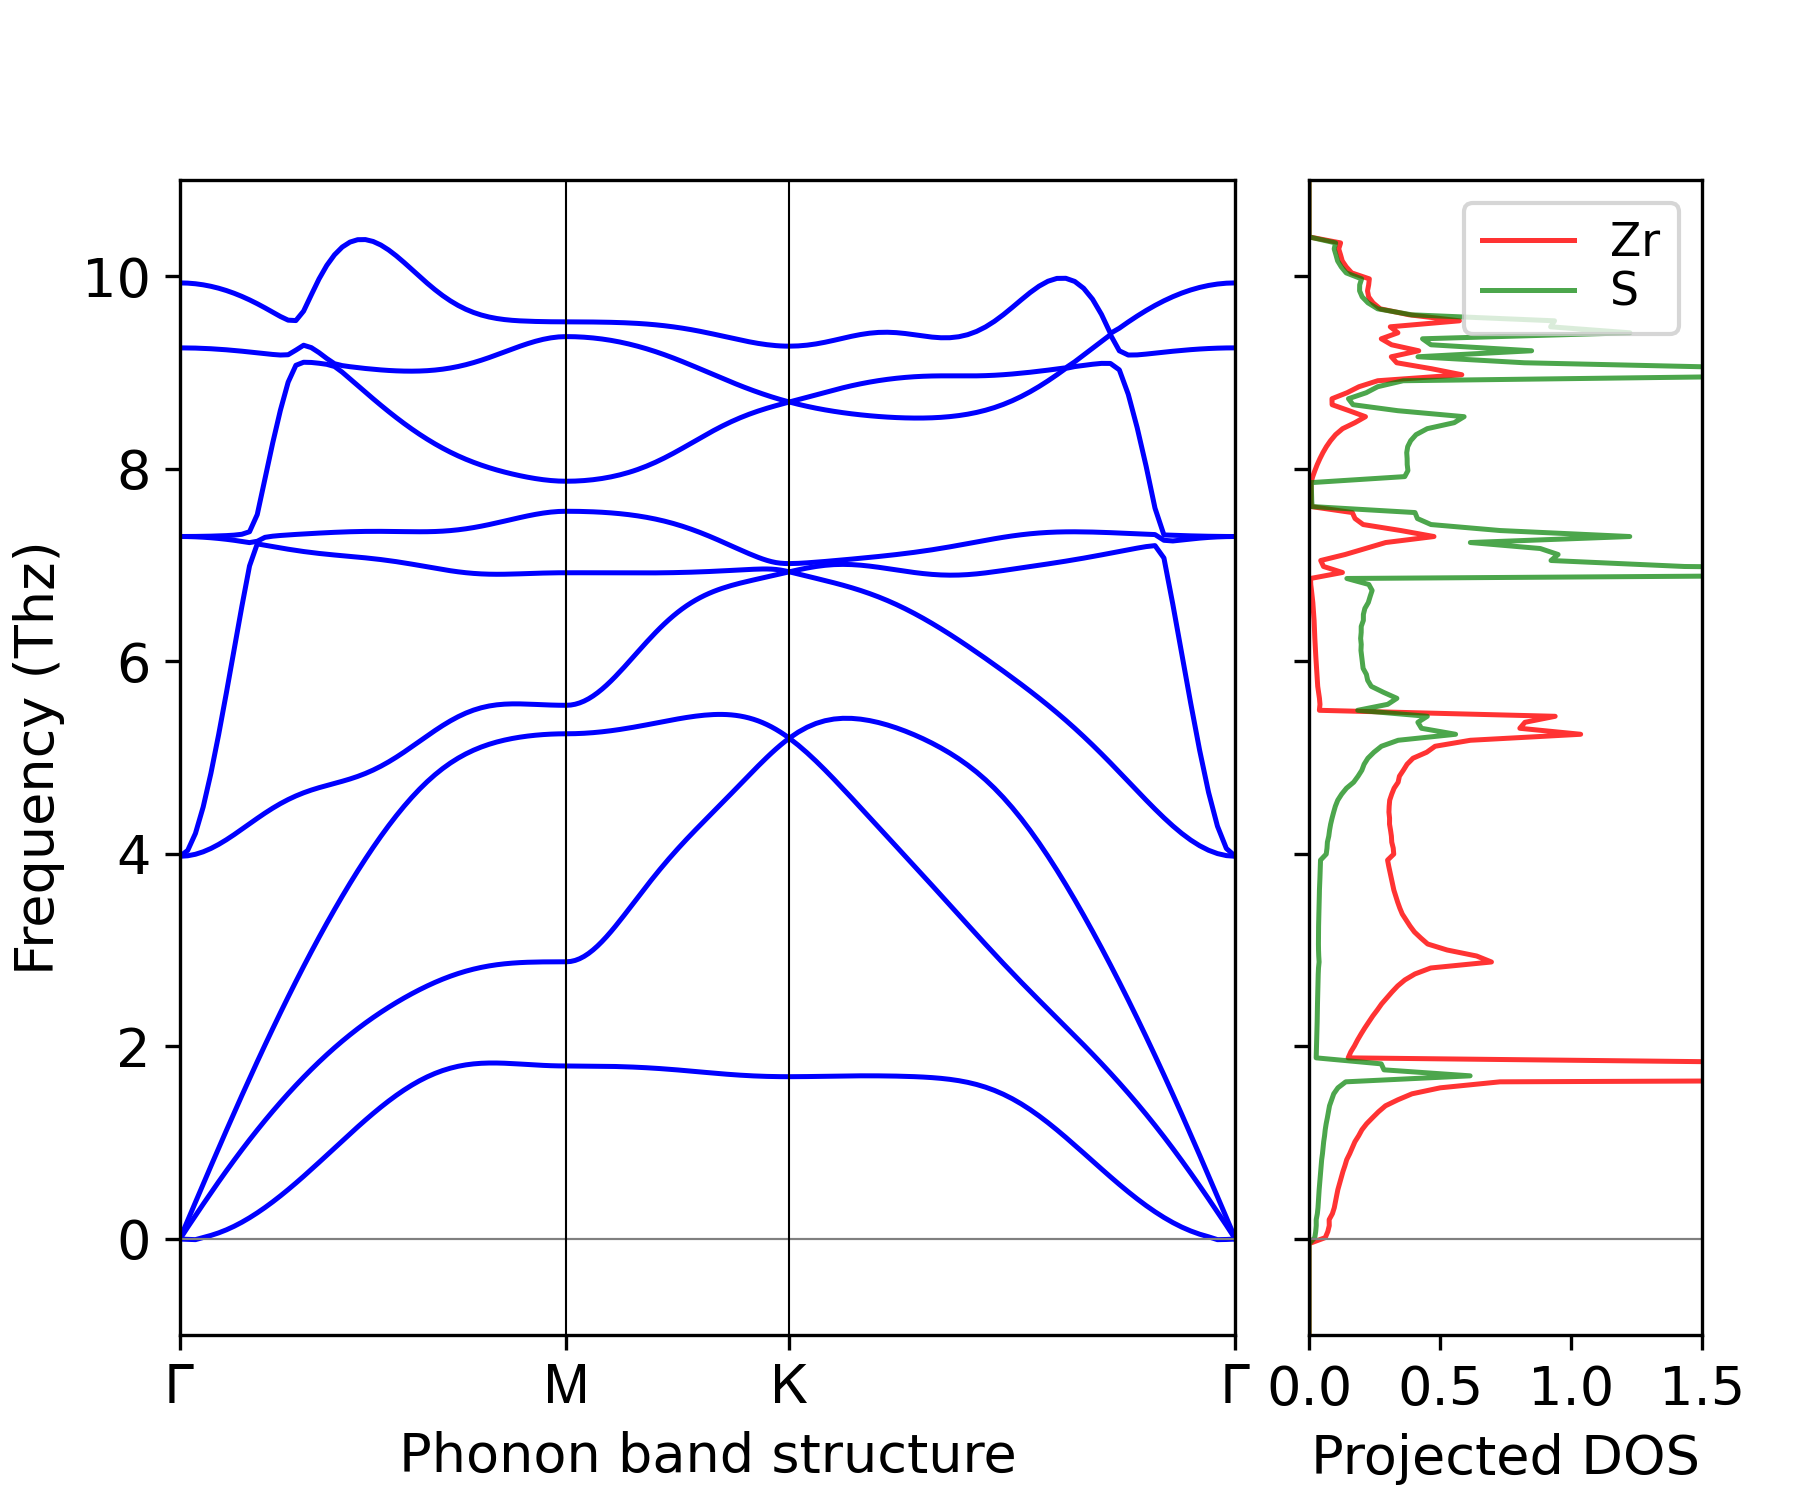 Zr
S
10
8
6
4
2
0
Frequency (Thz)
Γ M K Γ
0.0 0.5 1.0 1.5
Phonon band structure
Projected DOS